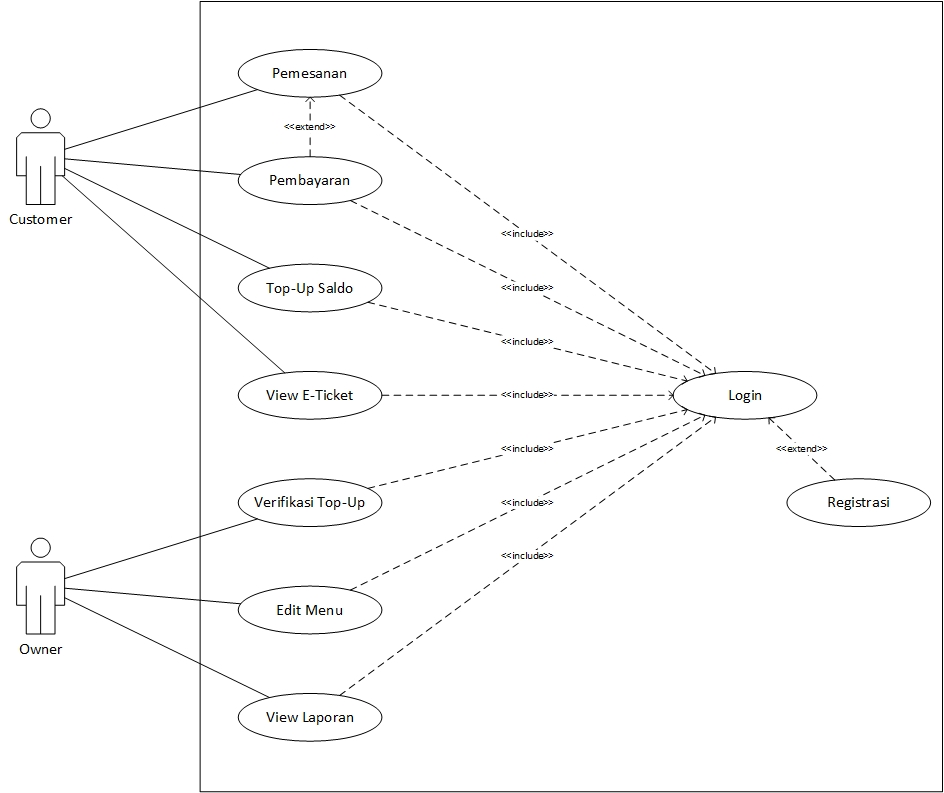 Pemesanan
<<extend>>
Pembayaran
Customer
<<include>>
Top-Up Saldo
<<include>>
<<include>>
View E-Ticket
<<include>>
Login
<<include>>
<<extend>>
Verifikasi Top-Up
<<include>>
Registrasi
<<include>>
Edit Menu
Owner
View Laporan